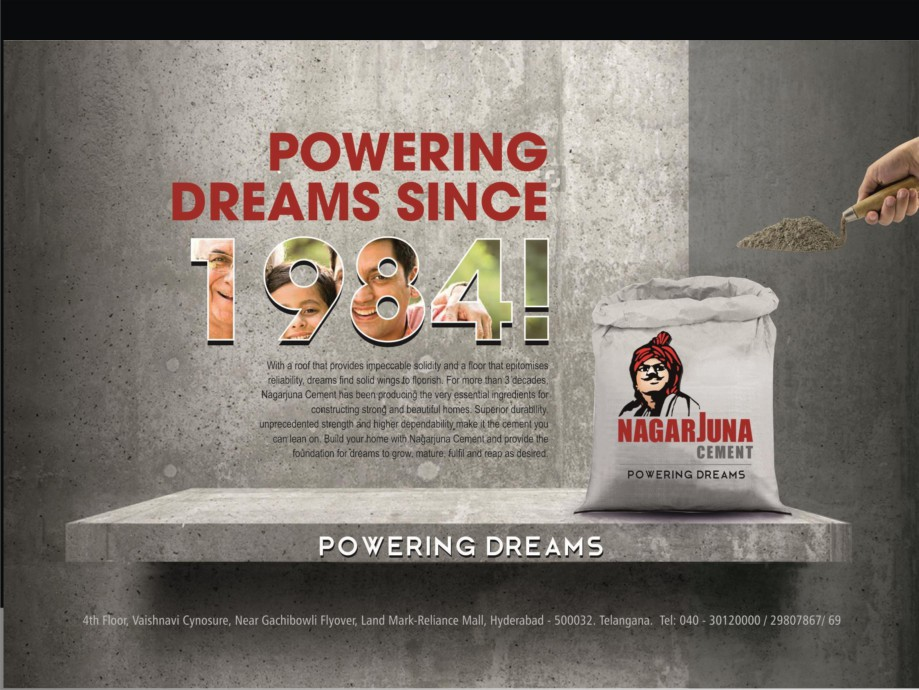 POWERING
DREAMS SINCE
1984!
With a roof that provides impeccable solidity and a floor that epitomises
reliability, dreams find solid wings to flourish. For more than 3 decades,
Nagarjuna Cement has been producing the very essential ingredients for
constructing strong and beautiful homes. Superior durability,
unprecedented strength and higher dependability make it the cement you
can lean on. Build your home with Nagarjuna Cement and provide the
foundation for dreams to grow, mature, fulfil and reap as desired.
NAGARJUNA
CEMENT
POWERING DREAMS
POWERING DREAMS
4th Floor, Vaishnavi Cynosure, Near Gachibowli Flyover, Land Mark-Reliance Mall, Hyderabad - 500032. Telangana. Tel: 040 - 30120000 / 29807867/ 69